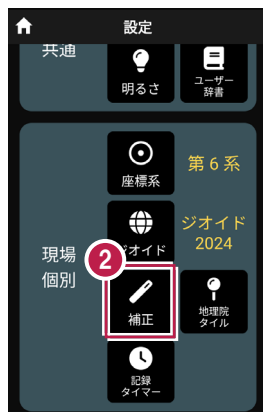 設定
共通
明るさ
ユーザー
辞書
座標系
第6系
ジオイド
ジオイド
2024
現場
個別
2
補正
地理院
タイル
記録
タイマー